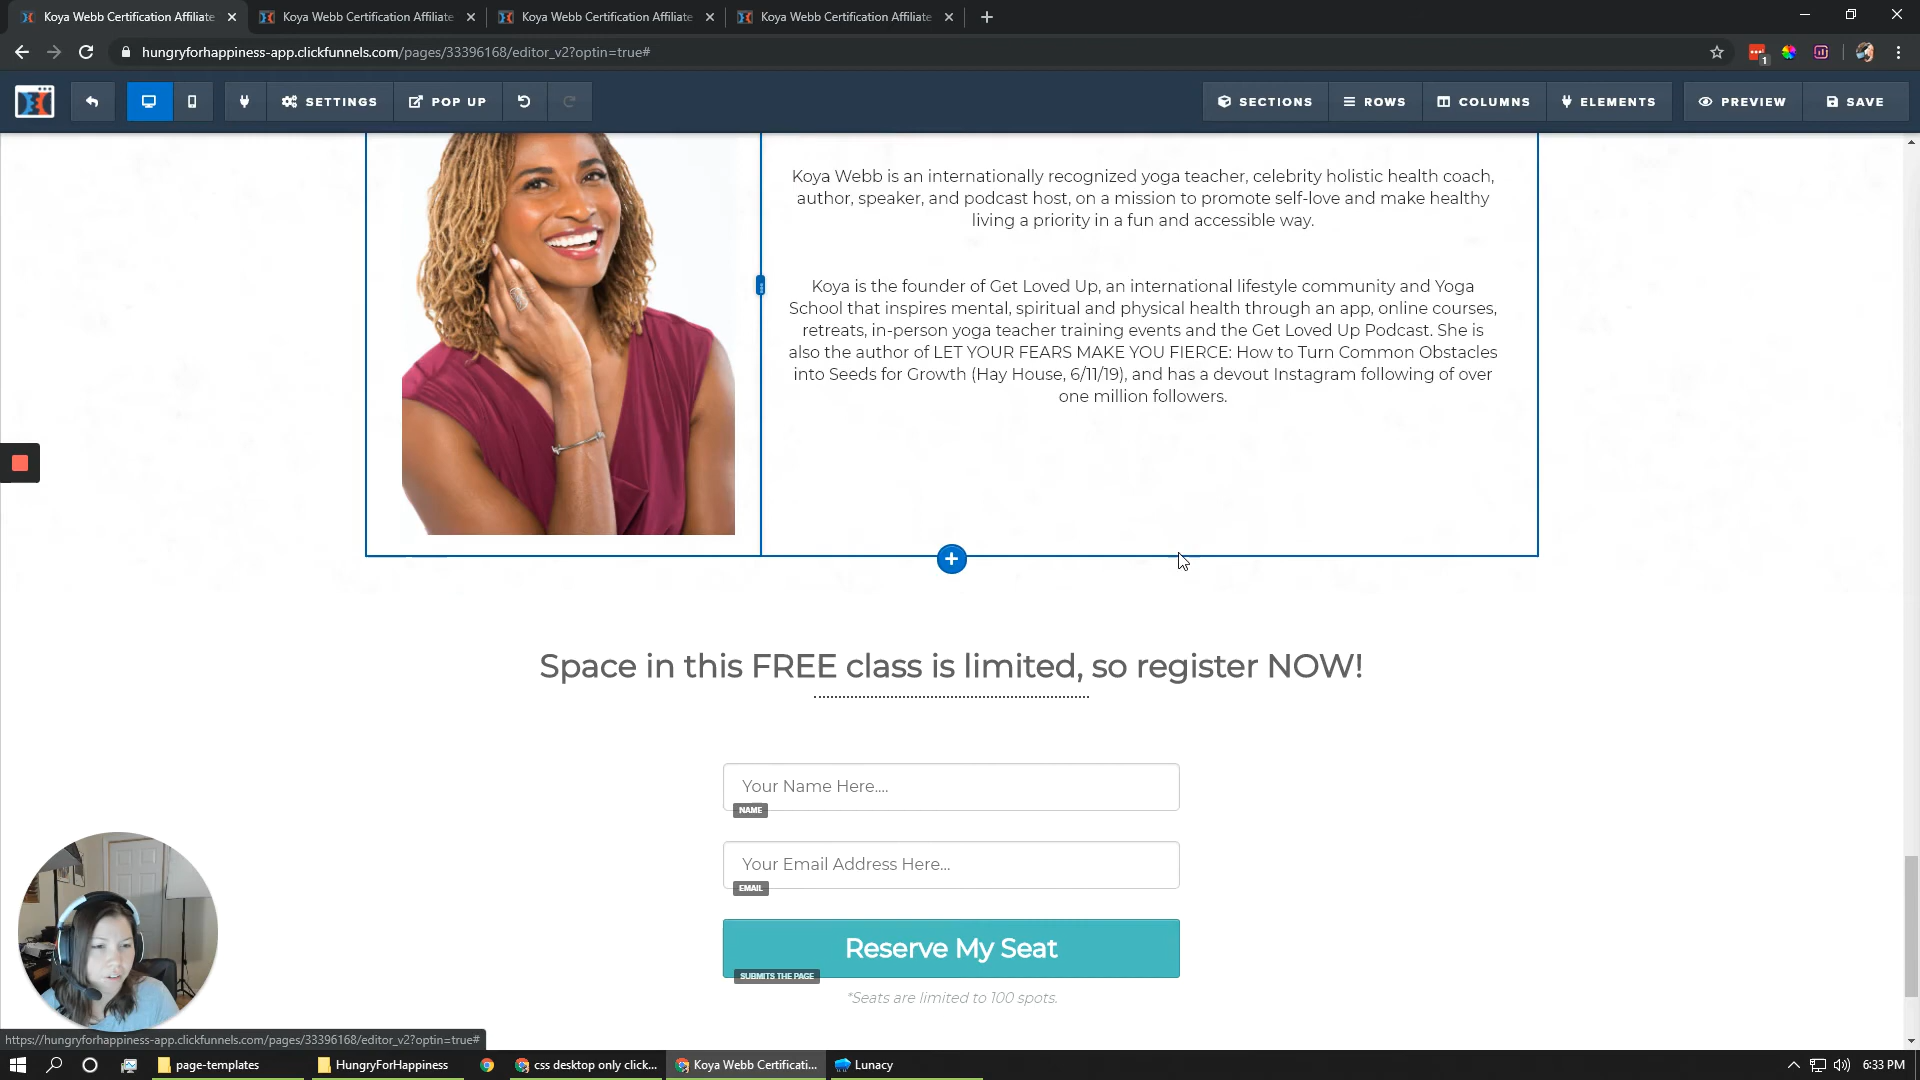 Koya Webb Certification Affiliate
Koya Webb Certification Affiliate
Koya Webb Certification Affiliate
Koya Webb Certification Affiliate
hungryforhappiness-app.clickfunnels.com/pages/33396168/editor_v2?optin=true#
1
SETTINGS
POP UP
SECTIONS
ROWS
COLUMNS
ELEMENTS
PREVIEW
SAVE
Koya Webb is an internationally recognized yoga teacher, celebrity holistic health coach,
author, speaker, and podcast host, on a mission to promote self-love and make healthy
living a priority in a fun and accessible way.
Koya is the founder of Get Loved Up, an international lifestyle community and Yoga
School that inspires mental, spiritual and physical health through an app, online courses,
retreats, in-person yoga teacher training events and the Get Loved Up Podcast. She is
also the author of LET YOUR FEARS MAKE YOU FIERCE: How to Turn Common Obstacles
into Seeds for Growth (Hay House, 6/11/19), and has a devout Instagram following of over
one million followers.
Space in this FREE class is limited, so register NOW!
Your Name Here....
NAME
Your Email Address Here...
EMAIL
Reserve My Seat
SUBMITS THE PAGE
*Seats are limited to 100 spots.
https://hungryforhappiness-app.clickfunnels.com/pages/33396168/editor_v2?optin=true#
page-templates
HungryForHappiness
css desktop only click...
Koya Webb Certificati...
Lunacy
6:33 PM